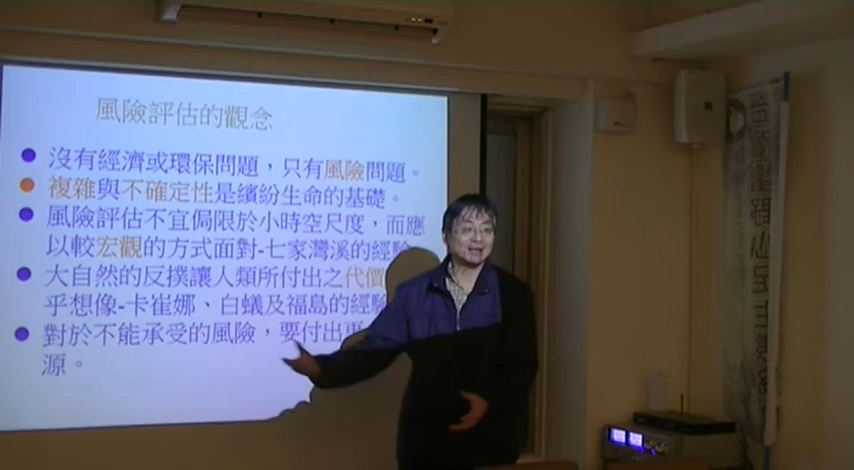 風險評估的觀念
沒有經濟或環保問題，只有風險問題。
複雜與不確定性是繽紛生命的基礎。
風險評估不宜侷限於小時空尺度，而應
以較宏觀的方式面對-七家灣溪的經驗
大自然的反撲讓人類所付出之代價
乎想像-卡崔娜、白蟻及福島的經驗
對於不能承受的風險，要付出更
源。